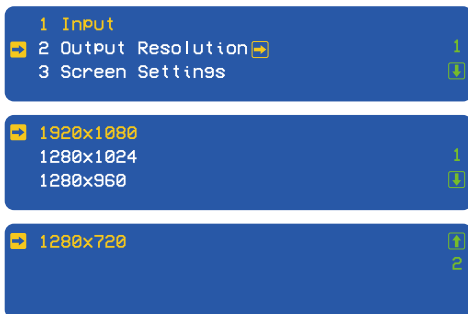 1 Input
2 Output Resolution 1
3 Screen Settings
1920x1080
1280x1024 1
1280x960
1280x720
2